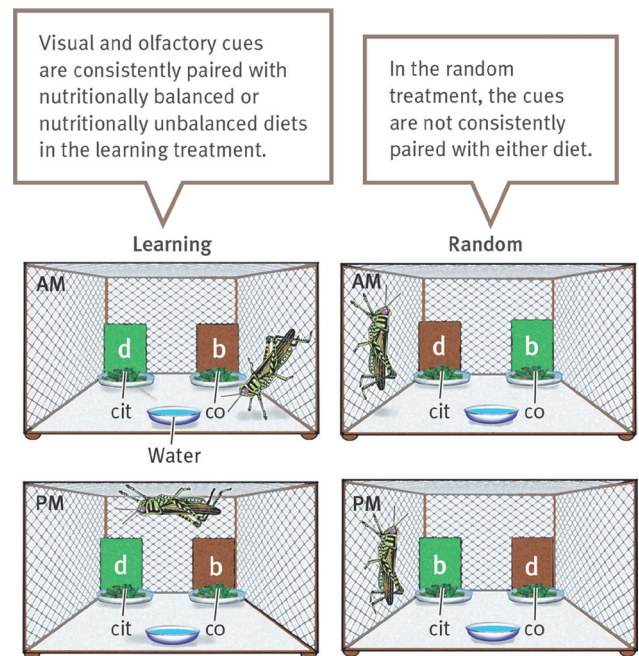 Visual and olfactory cues
are consistently paired with
nutritionally balanced or
nutritionally unbalanced diets
in the learning treatment.
In the random
treatment, the cues
are not consistently
paired with either diet.
Learning
Random
AM
d
b
cit
co
Water
AM
d
b
cit
co
PM
d
b
cit
co
PM
b
d
cit
co